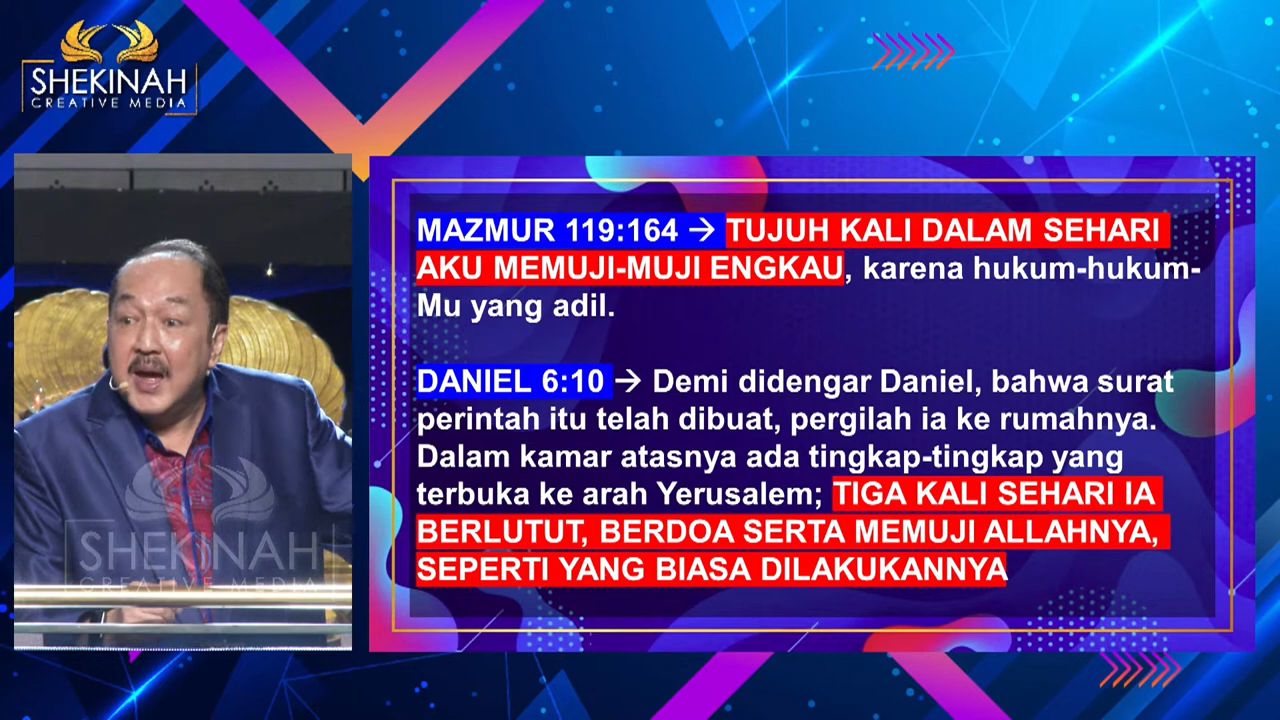 SHEKINAH
CREATIVE MEDIA
MAZMUR 119:164 → TUJUH KALI DALAM SEHARI
AKU MEMUJI-MUJI ENGKAU, karena hukum-hukum-
Mu yang adil.
DANIEL 6:10 → Demi didengar Daniel, bahwa surat
perintah itu telah dibuat, pergilah ia ke rumahnya.
Dalam kamar atasnya ada tingkap-tingkap yang
terbuka ke arah Yerusalem; TIGA KALI SEHARI IA
BERLUTUT, BERDOA SERTA MEMUJI ALLAHNYA,
SEPERTI YANG BIASA DILAKUKANNYA
SHEKINAH
CREATIVE MEDIA